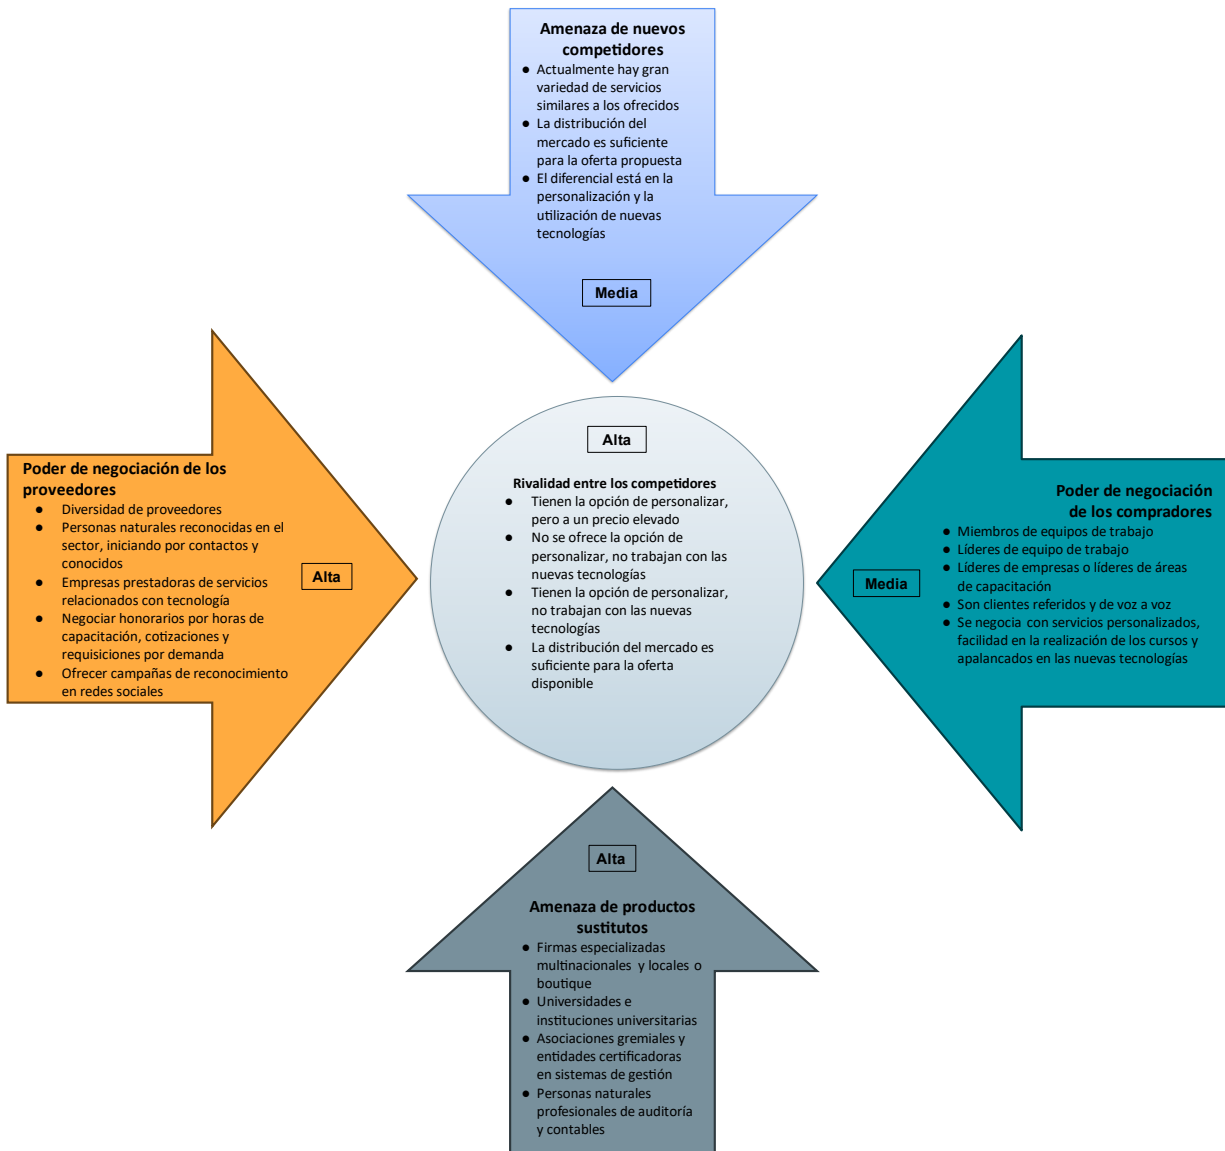 Amenaza de nuevos
competidores
● Actualmente hay gran
variedad de servicios
similares a los ofrecidos
● La distribución del
mercado es suficiente
para la oferta propuesta
● El diferencial está en la
personalización y la
utilización de nuevas
tecnologías
Media
Poder de negociación de los
proveedores
● Diversidad de proveedores
● Personas naturales reconocidas en el
sector, iniciando por contactos y
conocidos
● Empresas prestadoras de servicios
relacionados con tecnología
● Negociar honorarios por horas de
capacitación, cotizaciones y
requisiciones por demanda
● Ofrecer campañas de reconocimiento
en redes sociales
Alta
Alta
Rivalidad entre los competidores
● Tienen la opción de personalizar,
pero a un precio elevado
● No se ofrece la opción de
personalizar, no trabajan con las
nuevas tecnologías
● Tienen la opción de personalizar,
no trabajan con las nuevas
tecnologías
● La distribución del mercado es
suficiente para la oferta
disponible
Poder de negociación
de los compradores
● Miembros de equipos de trabajo
● Líderes de equipo de trabajo
● Líderes de empresas o líderes de áreas
de capacitación
● Son clientes referidos y de voz a voz
● Se negocia con servicios personalizados,
facilidad en la realización de los cursos y
apalancados en las nuevas tecnologías
Media
Alta
Amenaza de productos
sustitutos
● Firmas especializadas
multinacionales y locales o
boutique
● Universidades e
instituciones universitarias
● Asociaciones gremiales y
entidades certificadoras
en sistemas de gestión
● Personas naturales
profesionales de auditoría
y contables